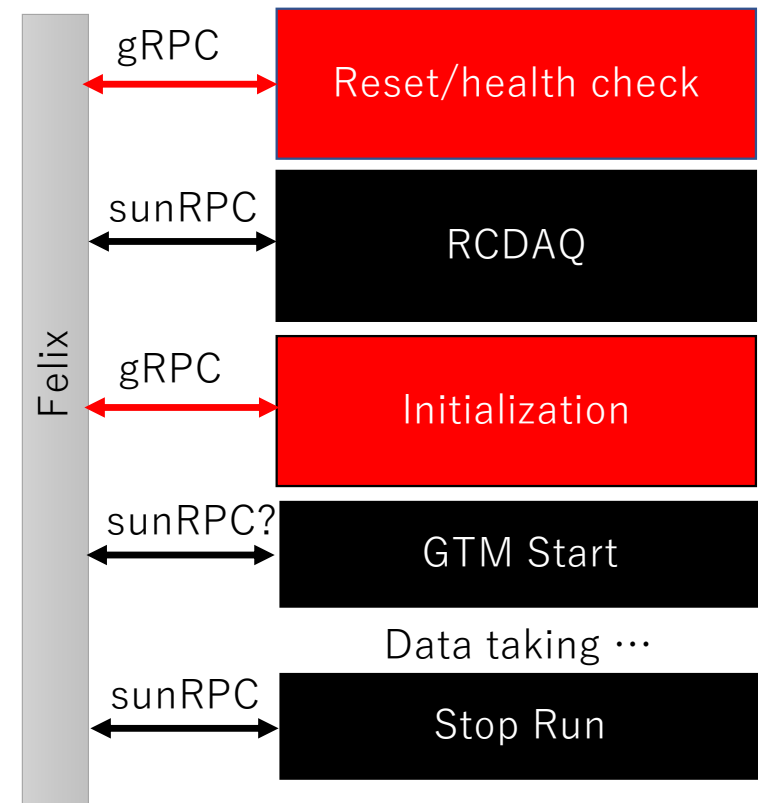 gRPC
Reset/health check
sunRPC
RCDAQ
Felix
gRPC
Initialization
sunRPC?
GTM Start
Data taking …
sunRPC
Stop Run